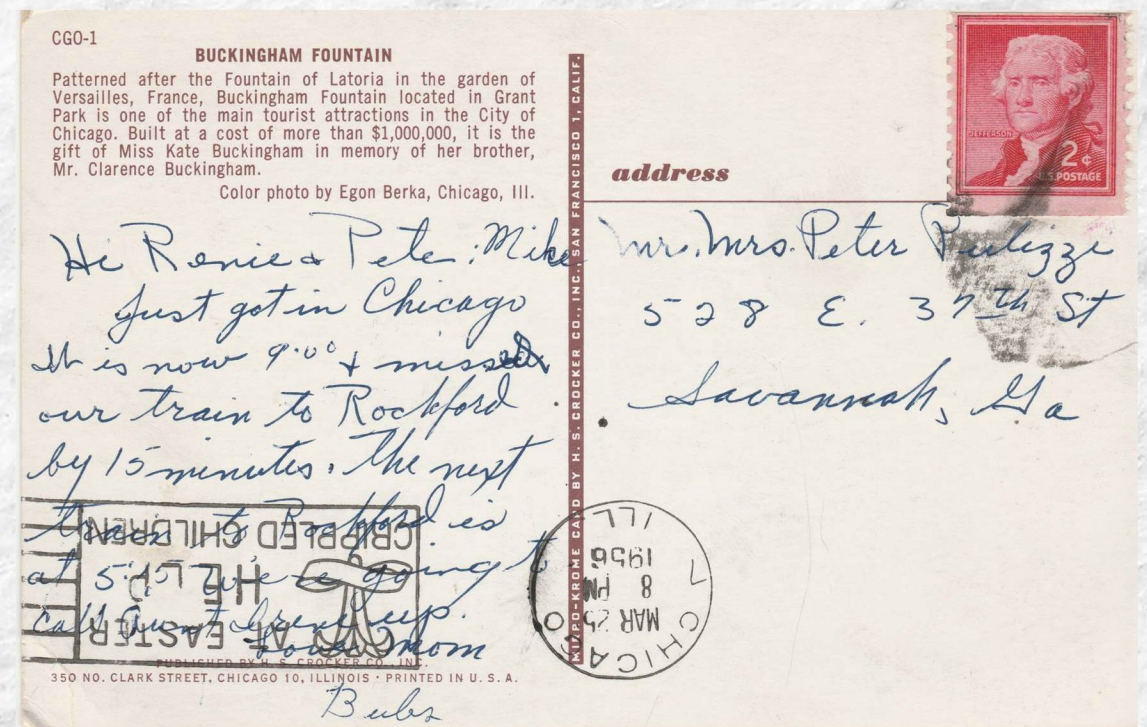 CGO-1
BUCKINGHAM FOUNTAIN
Patterned after the Fountain of Latoria in the garden of
Versailles, France, Buckingham Fountain located in Grant
Park is one of the main tourist attractions in the City of
Chicago. Built at a cost of more than $1,000,000, it is the
gift of Miss Kate Buckingham in memory of her brother,
Mr. Clarence Buckingham.
Color photo by Egon Berka, Chicago, Ill.
Hi Renie & Pete, Mike
Just got in Chicago
It is now 9:00 & missed
our train to Rockford
by 15 minutes. The next
train to Rockford is
at 5:15 We're going to
call Aunt Irene up.
Love Mom
Bubs
PUBLISHED BY H. S. CROCKER CO., INC.
350 NO. CLARK STREET, CHICAGO 10, ILLINOIS · PRINTED IN U. S. A.
MIRRO-KROME CARD BY H. S. CROCKER CO., INC., SAN FRANCISCO 1, CALIF.
address
JEFFERSON
2¢
U.S. POSTAGE
Mr. Mrs. Peter Pulizzi
528 E. 37th St
Savannah, Ga
CHICAGO 7
ILL
MAR 25
8 PM
1956
AT EASTER
HELP
CRIPPLED CHILDREN